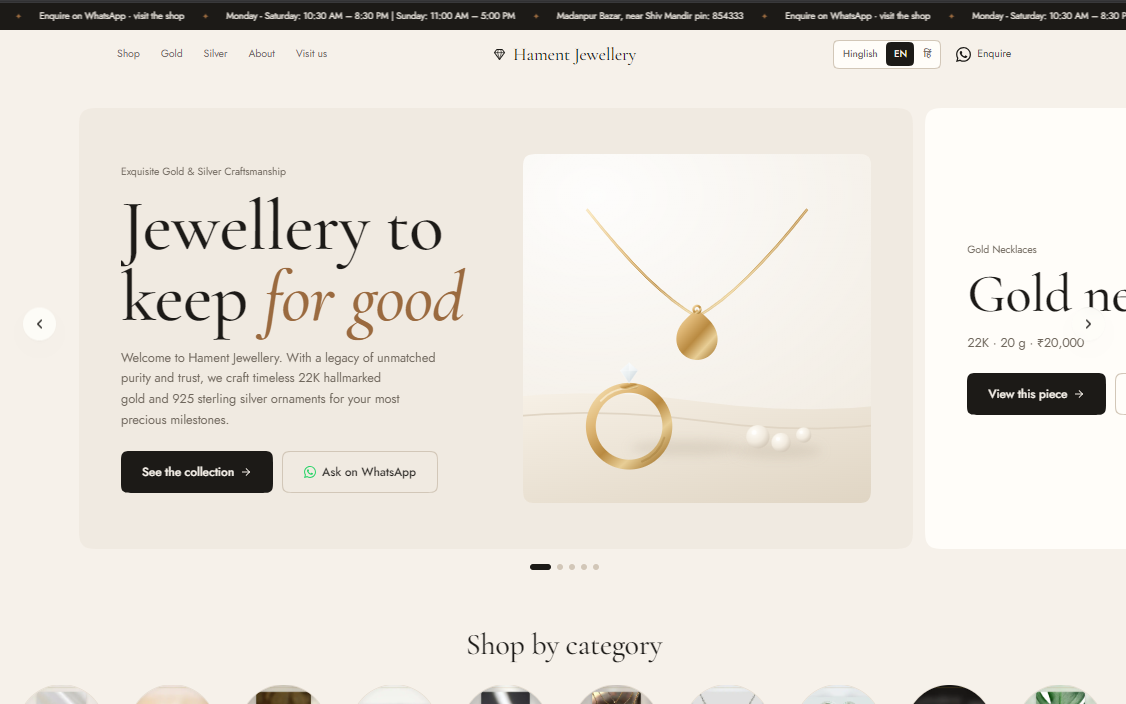 Enquire on WhatsApp - visit the shop
Monday - Saturday: 10:30 AM – 8:30 PM | Sunday: 11:00 AM – 5:00 PM
Madanpur Bazar, near Shiv Mandir pin: 854333
Enquire on WhatsApp - visit the shop
Monday - Saturday: 10:30 AM – 8:30 P
Shop
Gold
Silver
About
Visit us
Hament Jewellery
Hinglish
EN
हिं
Enquire
Exquisite Gold & Silver Craftsmanship
Jewellery to
keep for good
Welcome to Hament Jewellery. With a legacy of unmatched
purity and trust, we craft timeless 22K hallmarked
gold and 925 sterling silver ornaments for your most
precious milestones.
See the collection →
Ask on WhatsApp
Gold Necklaces
Gold ne
22K · 20 g · ₹20,000
View this piece →
Shop by category